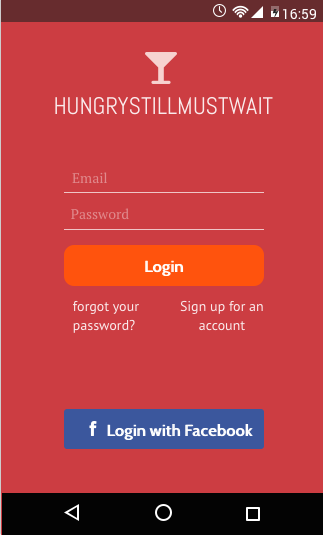 16:59
HUNGRYSTILLMUSTWAIT
Email
Password
Login
forgot your
password?
Sign up for an
account
f Login with Facebook